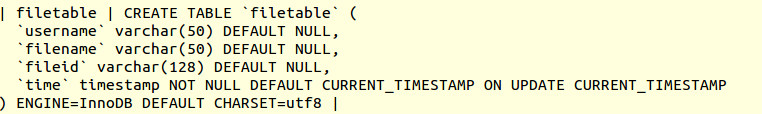 | filetable | CREATE TABLE `filetable` (
  `username` varchar(50) DEFAULT NULL,
  `filename` varchar(50) DEFAULT NULL,
  `fileid` varchar(128) DEFAULT NULL,
  `time` timestamp NOT NULL DEFAULT CURRENT_TIMESTAMP ON UPDATE CURRENT_TIMESTAMP
) ENGINE=InnoDB DEFAULT CHARSET=utf8 |